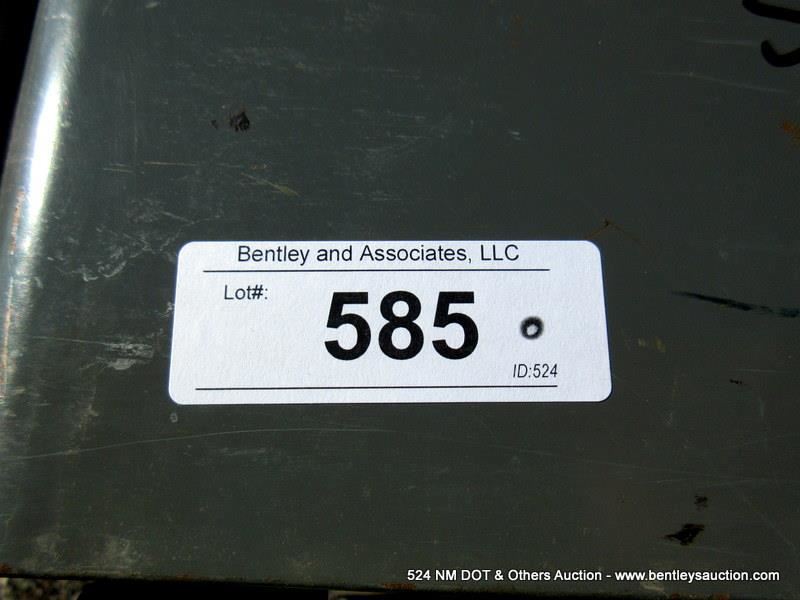 Bentley and Associates, LLC
Lot#:
585
ID:524
524 NM DOT & Others Auction - www.bentleysauction.com